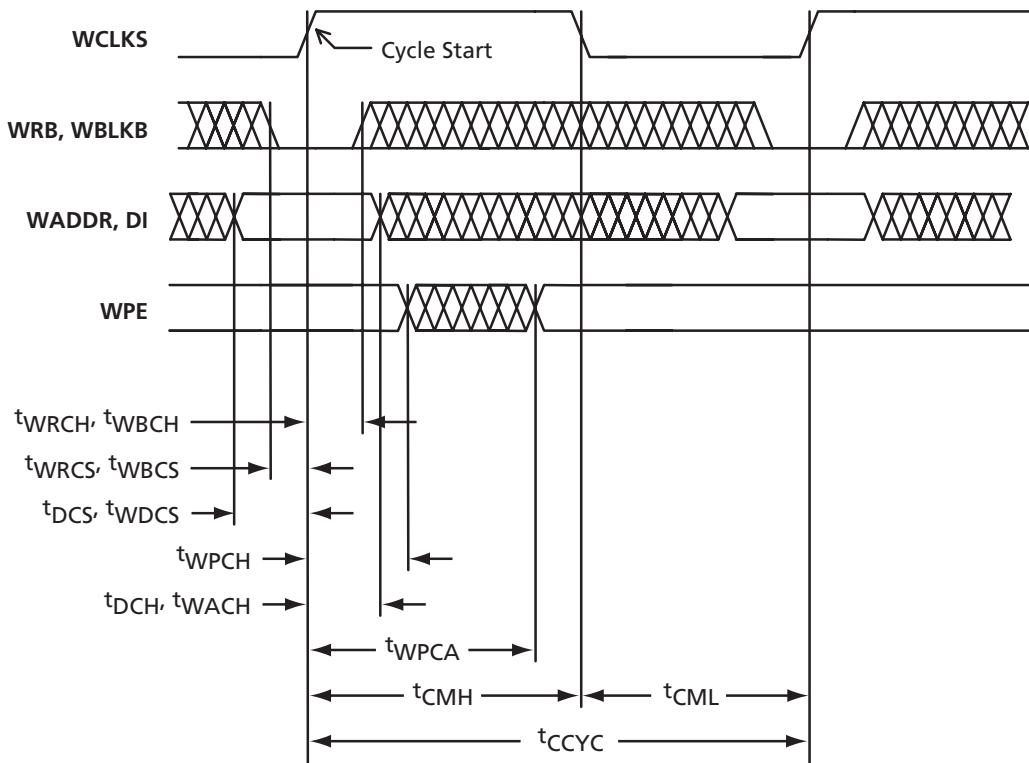 WCLKS
Cycle Start
WRB, WBLKB
WADDR, DI
WPE
tWRCH, tWBCH
tWRCS, tWBCS
tDCS, tWDCS
tWPCH
tDCH, tWACH
tWPCA
tCMH tCML
tCCYC